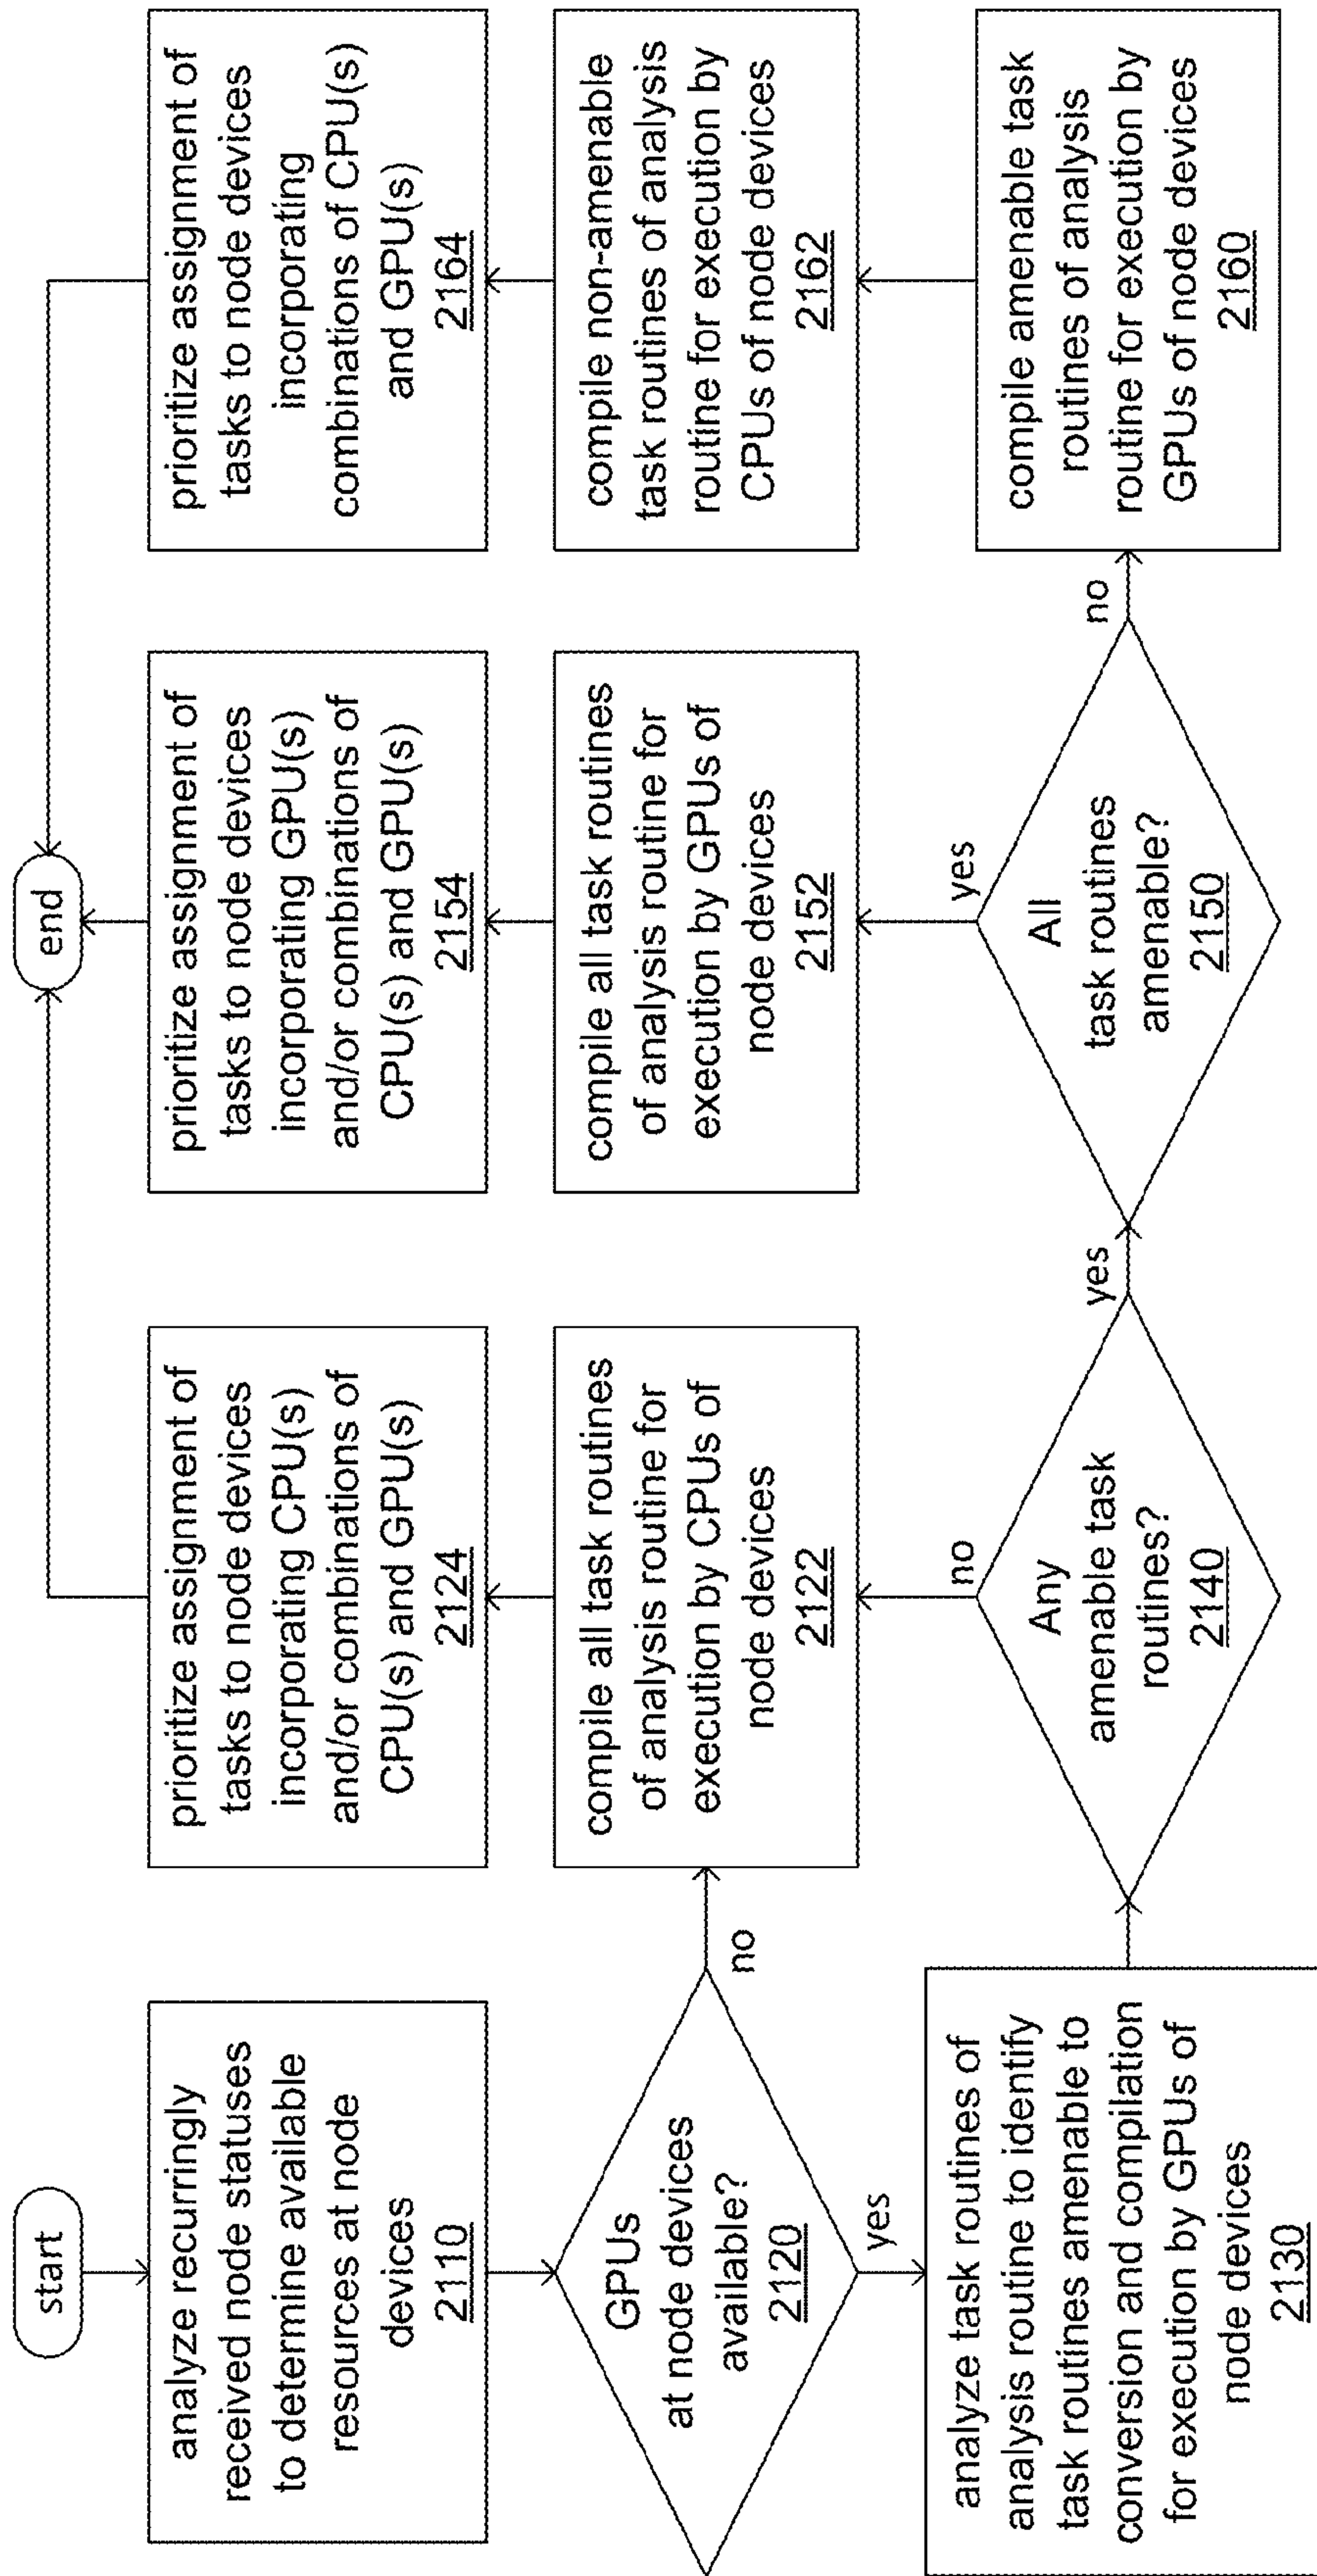 start
analyze recurringly
received node statuses
to determine available
resources at node
devices
2110
GPUs
at node devices
available?
2120
no
yes
analyze task routines of
analysis routine to identify
task routines amenable to
conversion and compilation
for execution by GPUs of
node devices
2130
prioritize assignment of
tasks to node devices
incorporating CPU(s)
and/or combinations of
CPU(s) and GPU(s)
2124
compile all task routines
of analysis routine for
execution by CPUs of
node devices
2122
no
Any
amenable task
routines?
2140
yes
end
prioritize assignment of
tasks to node devices
incorporating GPU(s)
and/or combinations of
CPU(s) and GPU(s)
2154
compile all task routines
of analysis routine for
execution by GPUs of
node devices
2152
yes
All
task routines
amenable?
2150
no
prioritize assignment of
tasks to node devices
incorporating
combinations of CPU(s)
and GPU(s)
2164
compile non-amenable
task routines of analysis
routine for execution by
CPUs of node devices
2162
compile amenable task
routines of analysis
routine for execution by
GPUs of node devices
2160